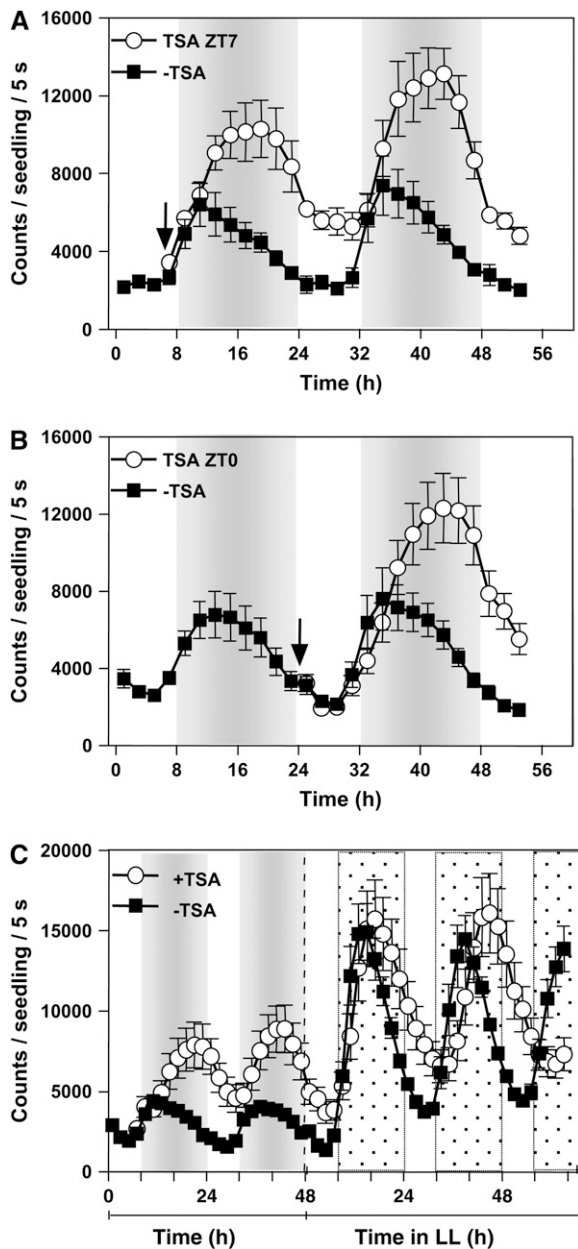 A
16000
TSA ZT7
-TSA
12000
8000
4000
0
Counts / seedling / 5 s
0 8 16 24 32 40 48 56
Time (h)
B
16000
TSA ZT0
-TSA
12000
8000
4000
0
Counts / seedling / 5 s
0 8 16 24 32 40 48 56
Time (h)
C
20000
+TSA
-TSA
15000
10000
5000
0
Counts / seedling / 5 s
0 24 48 24 48
Time (h) Time in LL (h)